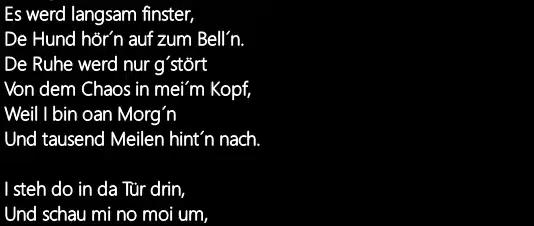 Es werd langsam finster,
De Hund hör´n auf zum Bell´n.
De Ruhe werd nur g´stört
Von dem Chaos in mei´m Kopf,
Weil I bin oan Morg´n
Und tausend Meilen hint´n nach.
I steh do in da Tür drin,
Und schau mi no moi um,